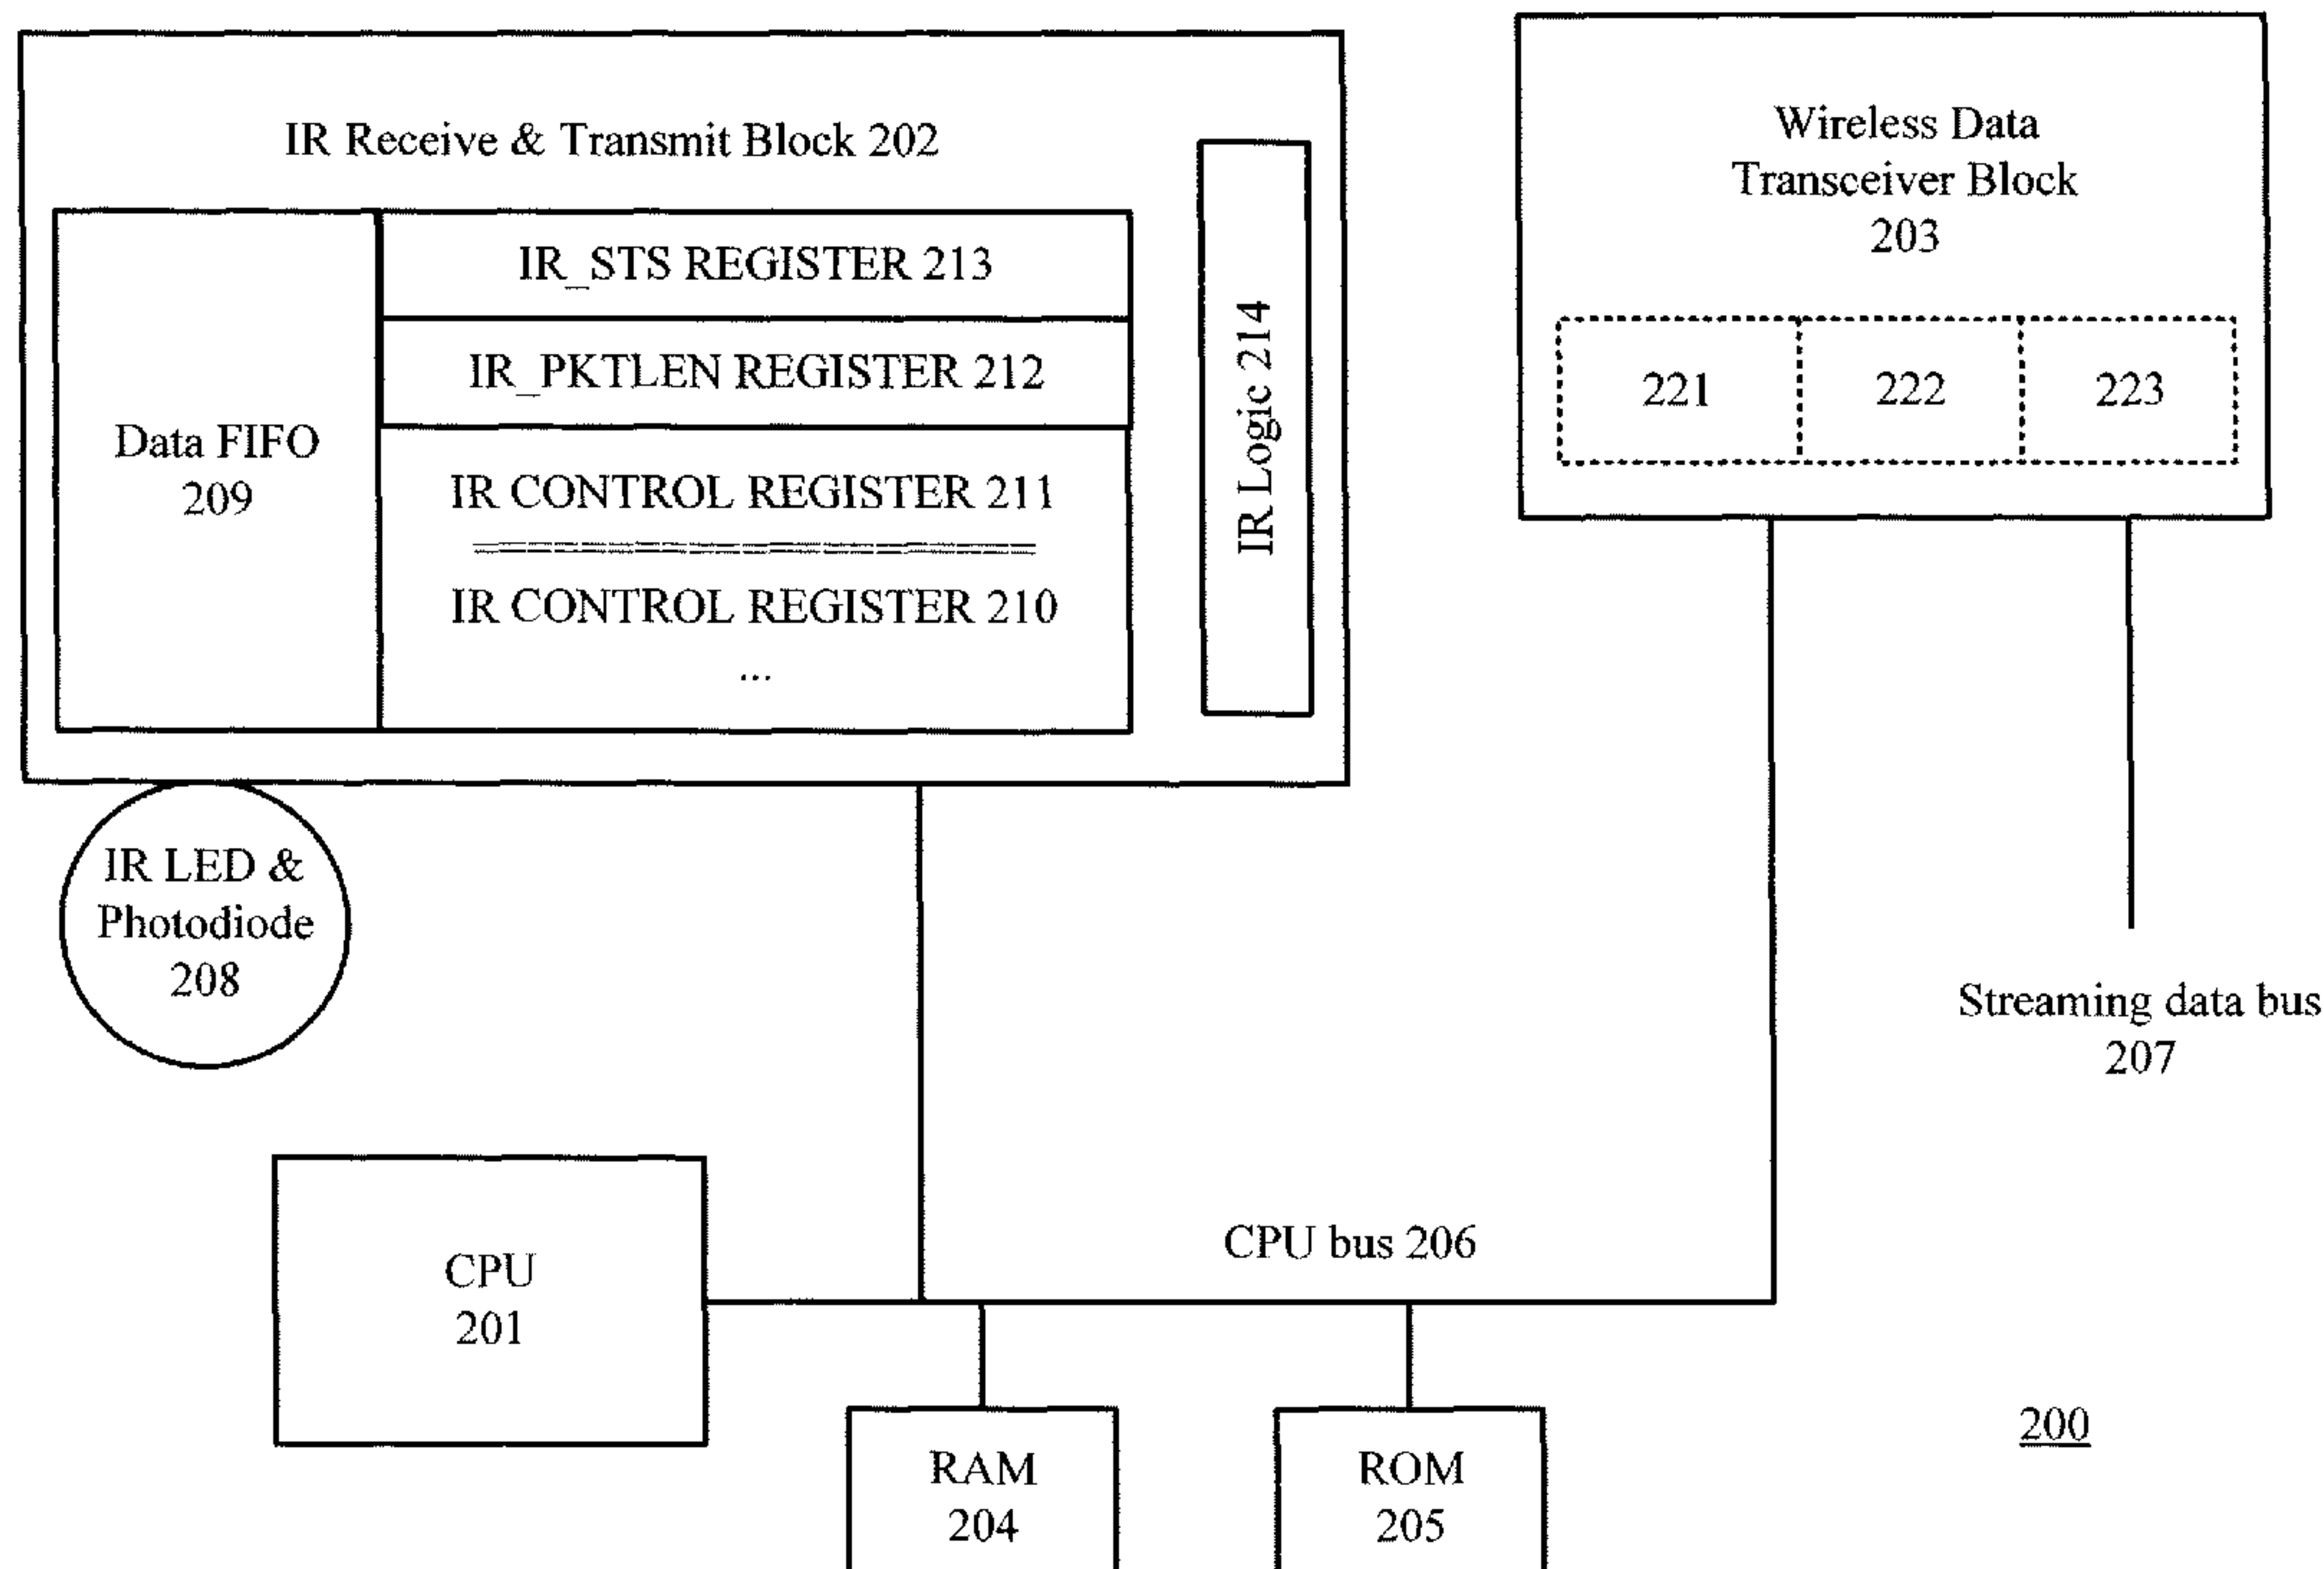 IR Receive & Transmit Block 202
IR_STS REGISTER 213
IR_PKTLEN REGISTER 212
Data FIFO
209
IR CONTROL REGISTER 211
====================
IR CONTROL REGISTER 210
...
IR Logic 214
Wireless Data
Transceiver Block
203
221
222
223
IR LED &
Photodiode
208
Streaming data bus
207
CPU
201
CPU bus 206
RAM
204
ROM
205
200